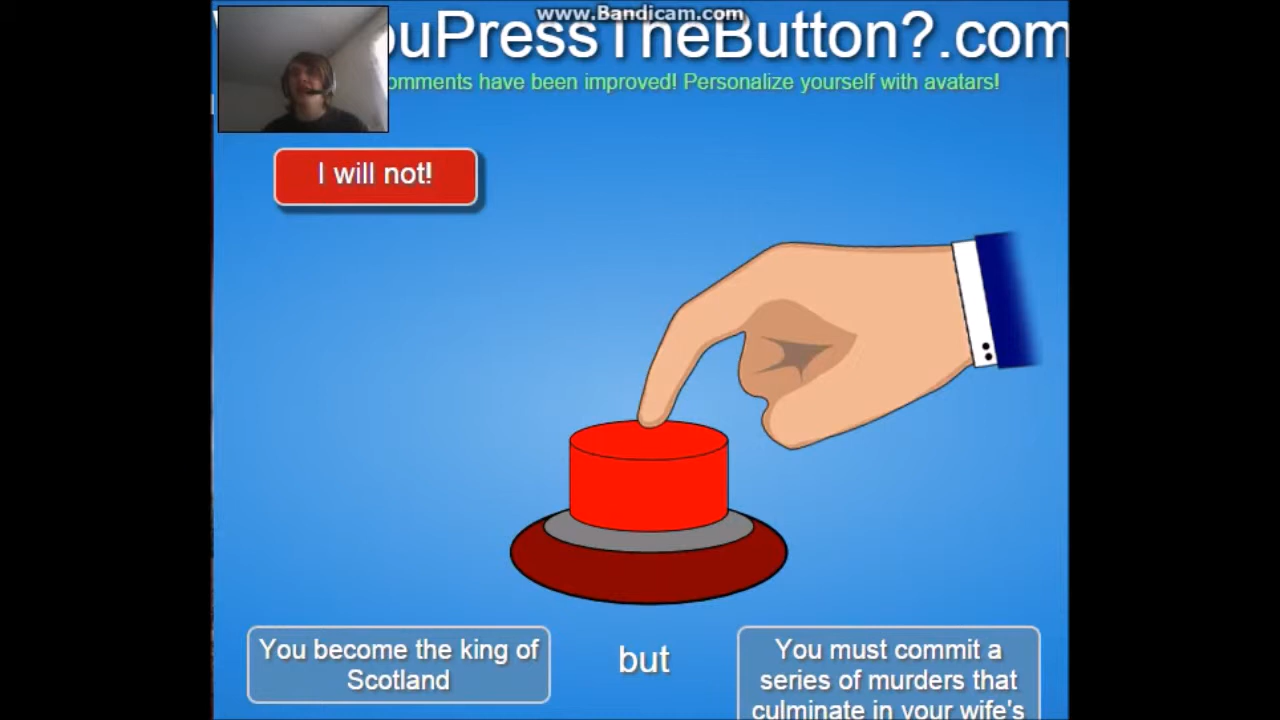 www.Bandicam.com
ouPressTheButton?.com
omments have been improved! Personalize yourself with avatars!
I will not!
You become the king of
Scotland
but
You must commit a
series of murders that
culminate in your wife's